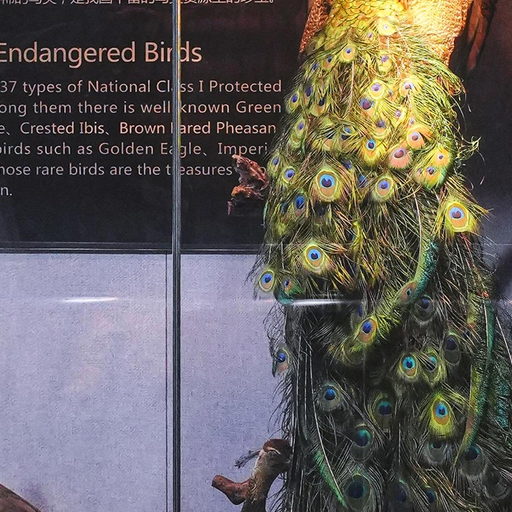 Endangered Birds
37 types of National Class I Protected
ong them there is well known Green
e、Crested Ibis、Brown Eared Pheasan
birds such as Golden Eagle、Imperi
hose rare birds are the treasures
n.